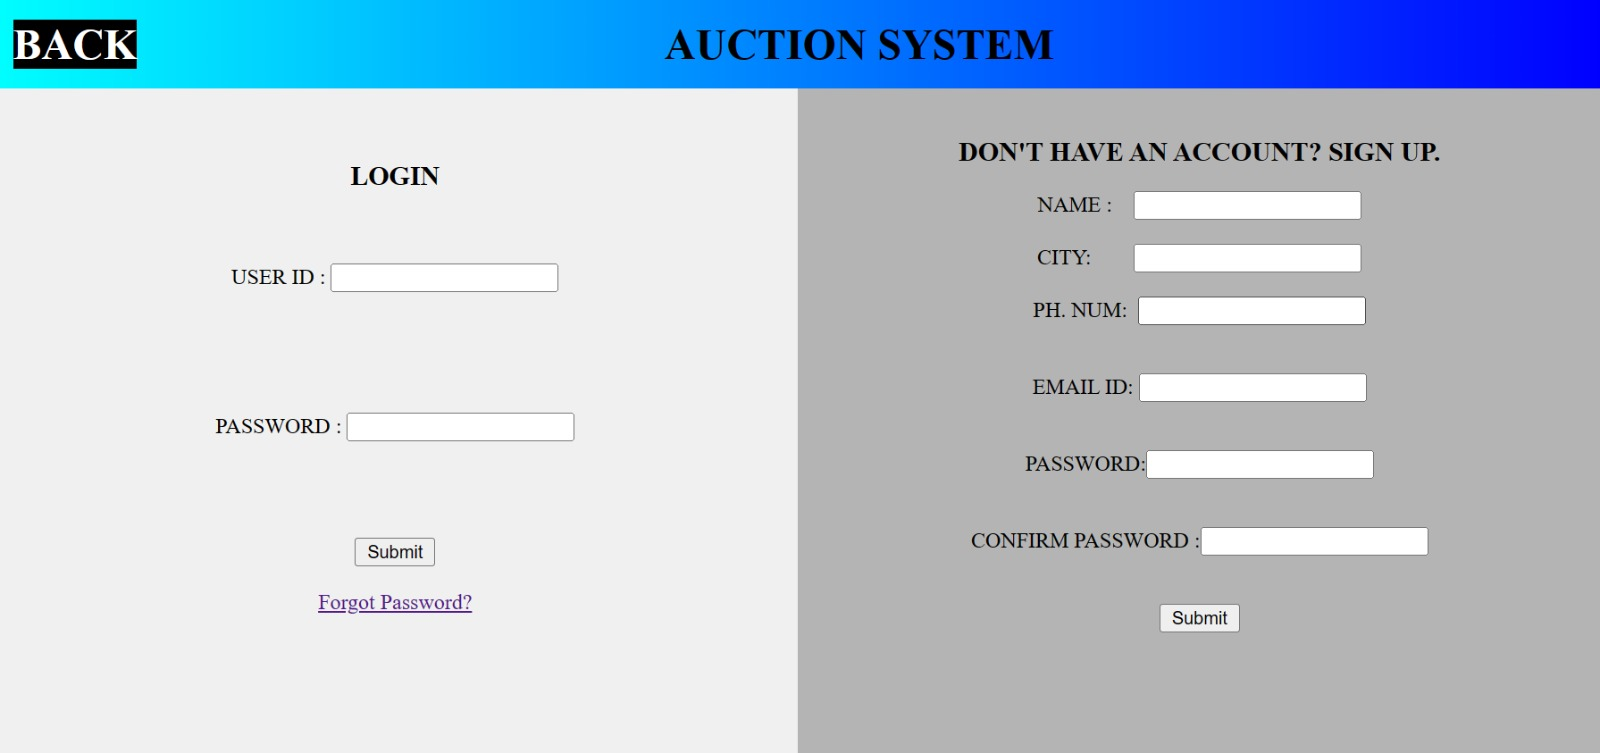 BACK
AUCTION SYSTEM
LOGIN
USER ID :
PASSWORD :
Submit
Forgot Password?
DON'T HAVE AN ACCOUNT? SIGN UP.
NAME :
CITY:
PH. NUM:
EMAIL ID:
PASSWORD:
CONFIRM PASSWORD :
Submit